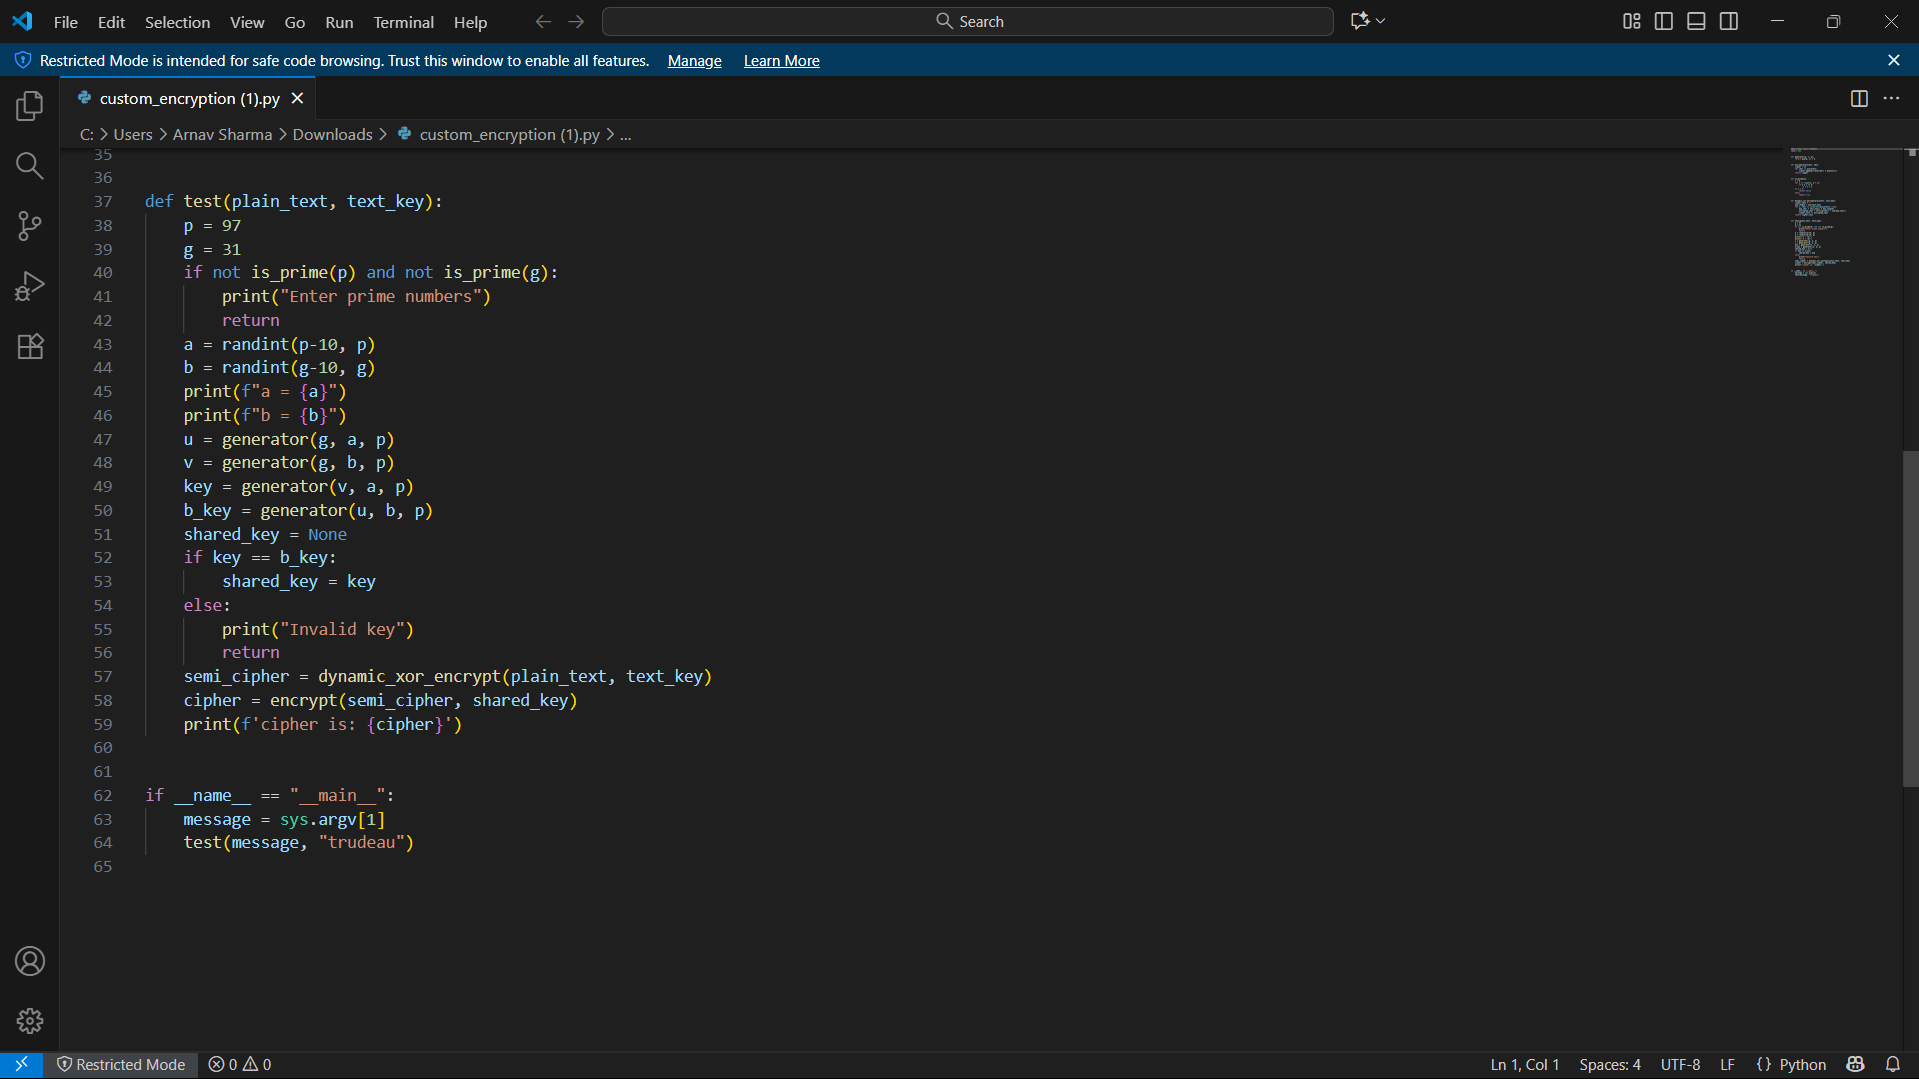 File Edit Selection View Go Run Terminal Help Search
Restricted Mode is intended for safe code browsing. Trust this window to enable all features. Manage Learn More
custom_encryption (1).py
C: > Users > Arnav Sharma > Downloads > custom_encryption (1).py > ...
35
36
37 def test(plain_text, text_key):
38 p = 97
39 g = 31
40 if not is_prime(p) and not is_prime(g):
41 print("Enter prime numbers")
42 return
43 a = randint(p-10, p)
44 b = randint(g-10, g)
45 print(f"a = {a}")
46 print(f"b = {b}")
47 u = generator(g, a, p)
48 v = generator(g, b, p)
49 key = generator(v, a, p)
50 b_key = generator(u, b, p)
51 shared_key = None
52 if key == b_key:
53 shared_key = key
54 else:
55 print("Invalid key")
56 return
57 semi_cipher = dynamic_xor_encrypt(plain_text, text_key)
58 cipher = encrypt(semi_cipher, shared_key)
59 print(f'cipher is: {cipher}')
60
61
62 if __name__ == "__main__":
63 message = sys.argv[1]
64 test(message, "trudeau")
65
Restricted Mode 0 0 Ln 1, Col 1 Spaces: 4 UTF-8 LF {} Python